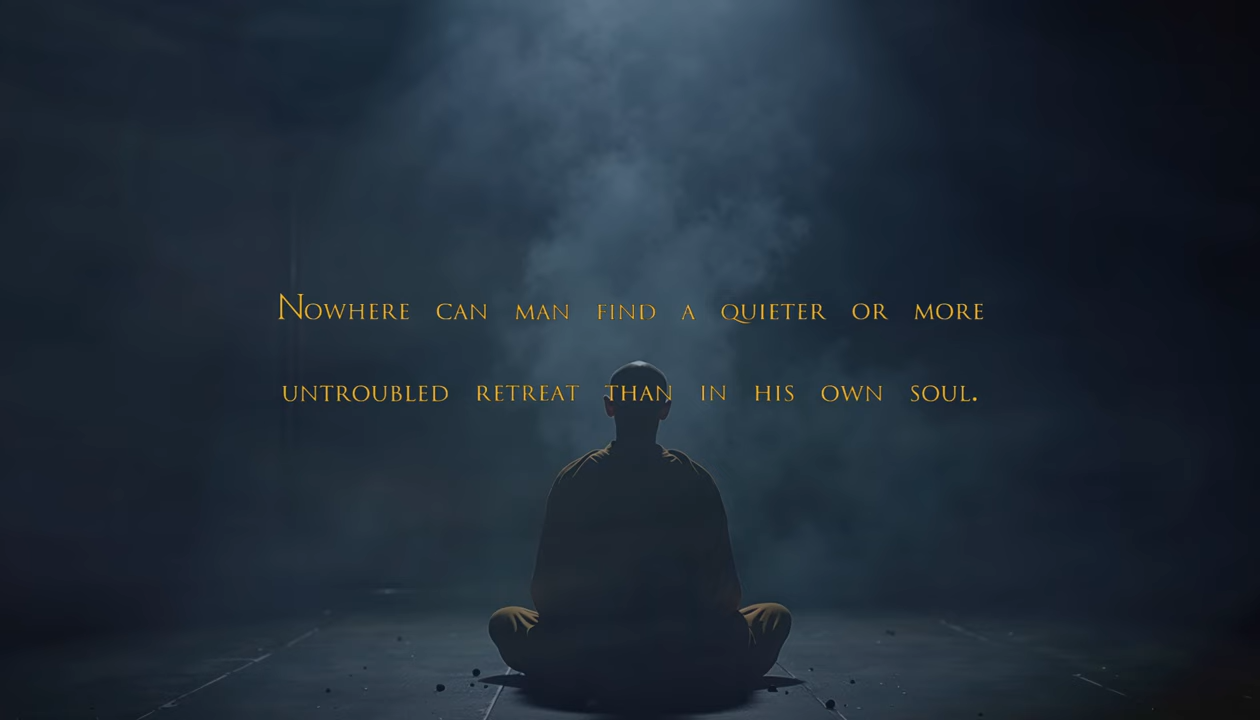 Nowhere can man find a quieter or more
untroubled retreat than in his own soul.